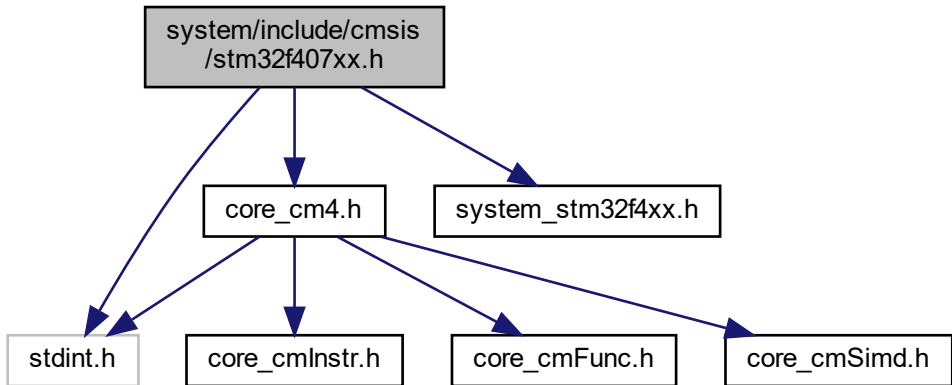 system/include/cmsis
/stm32f407xx.h
core_cm4.h
system_stm32f4xx.h
stdint.h
core_cmInstr.h
core_cmFunc.h
core_cmSimd.h